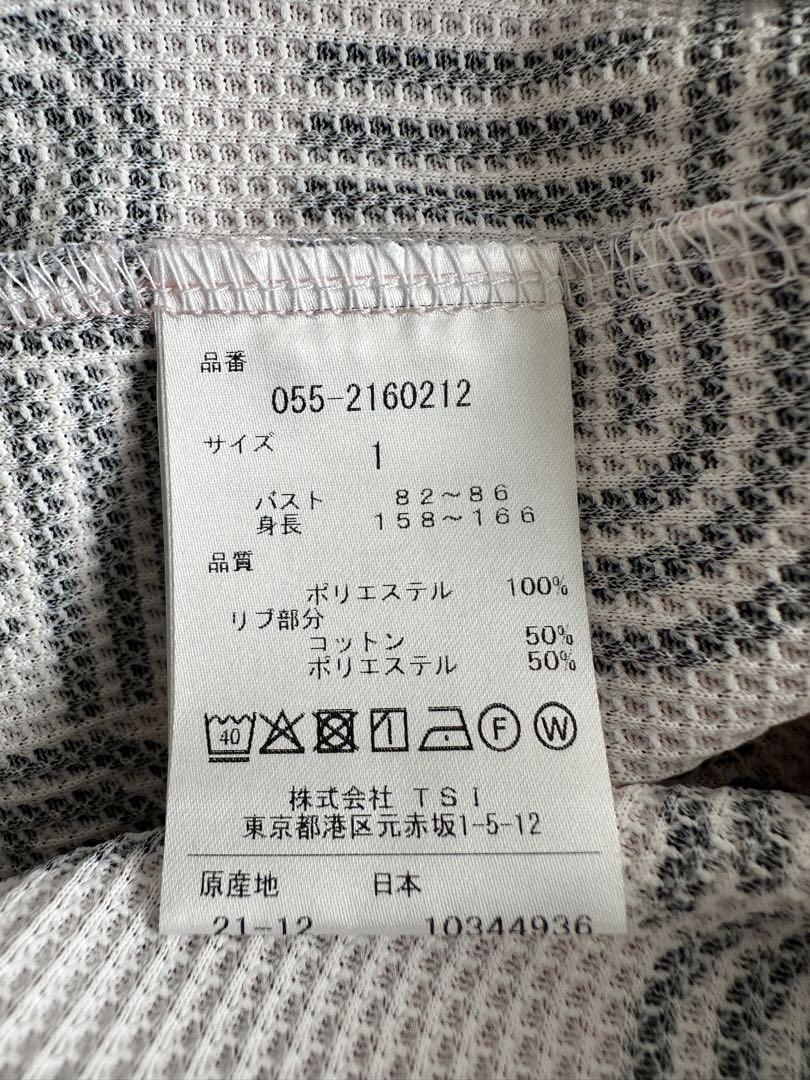 品番
055-2160212
サイズ
1
バスト 82～86
身長 158～166
品質
ポリエステル 100%
リブ部分
コットン 50%
ポリエステル 50%
40 1 F W
株式会社 TSI
東京都港区元赤坂1-5-12
原産地 日本
21-12 10344936